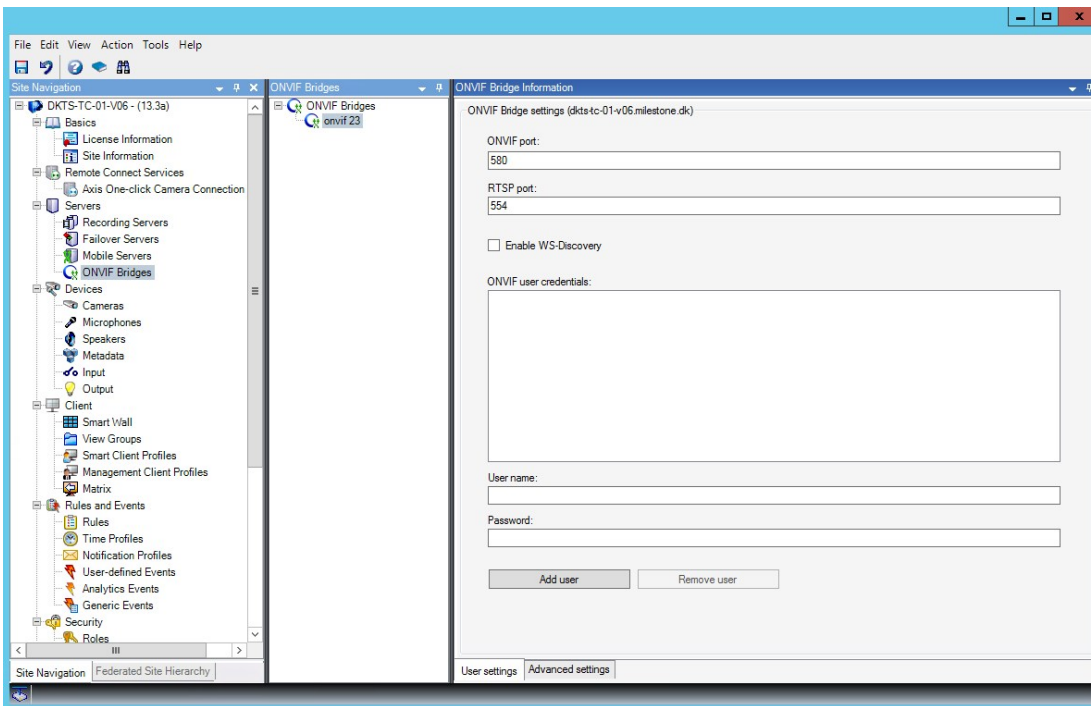 x
File Edit View Action Tools Help
Site Navigation
DKTS-TC-01-V06 - (13.3a)
Basics
License Information
Site Information
Remote Connect Services
Axis One-click Camera Connection
Servers
Recording Servers
Failover Servers
Mobile Servers
ONVIF Bridges
Devices
Cameras
Microphones
Speakers
Metadata
Input
Output
Client
Smart Wall
View Groups
Smart Client Profiles
Management Client Profiles
Matrix
Rules and Events
Rules
Time Profiles
Notification Profiles
User-defined Events
Analytics Events
Generic Events
Security
Roles
Site Navigation Federated Site Hierarchy
ONVIF Bridges
ONVIF Bridges
onvif 23
ONVIF Bridge Information
ONVIF Bridge settings (dkts-tc-01-v06.milestone.dk)
ONVIF port:
580
RTSP port:
554
Enable WS-Discovery
ONVIF user credentials:
User name:
Password:
Add user Remove user
User settings Advanced settings